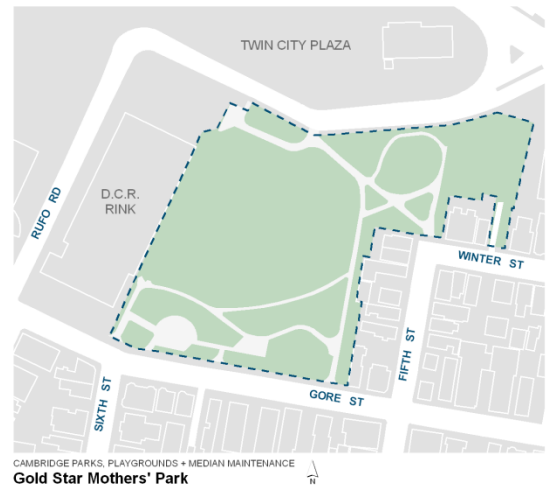 TWIN CITY PLAZA
D.C.R.
RINK
RUFO RD
WINTER ST
FIFTH ST
SIXTH ST
GORE ST
CAMBRIDGE PARKS, PLAYGROUNDS + MEDIAN MAINTENANCE
Gold Star Mothers' Park
N